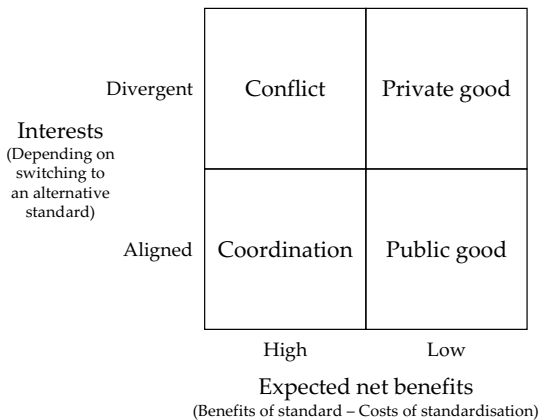 Divergent
Conflict
Private good
Interests
(Depending on
switching to
an alternative
standard)
Aligned
Coordination
Public good
High
Low
Expected net benefits
(Benefits of standard – Costs of standardisation)